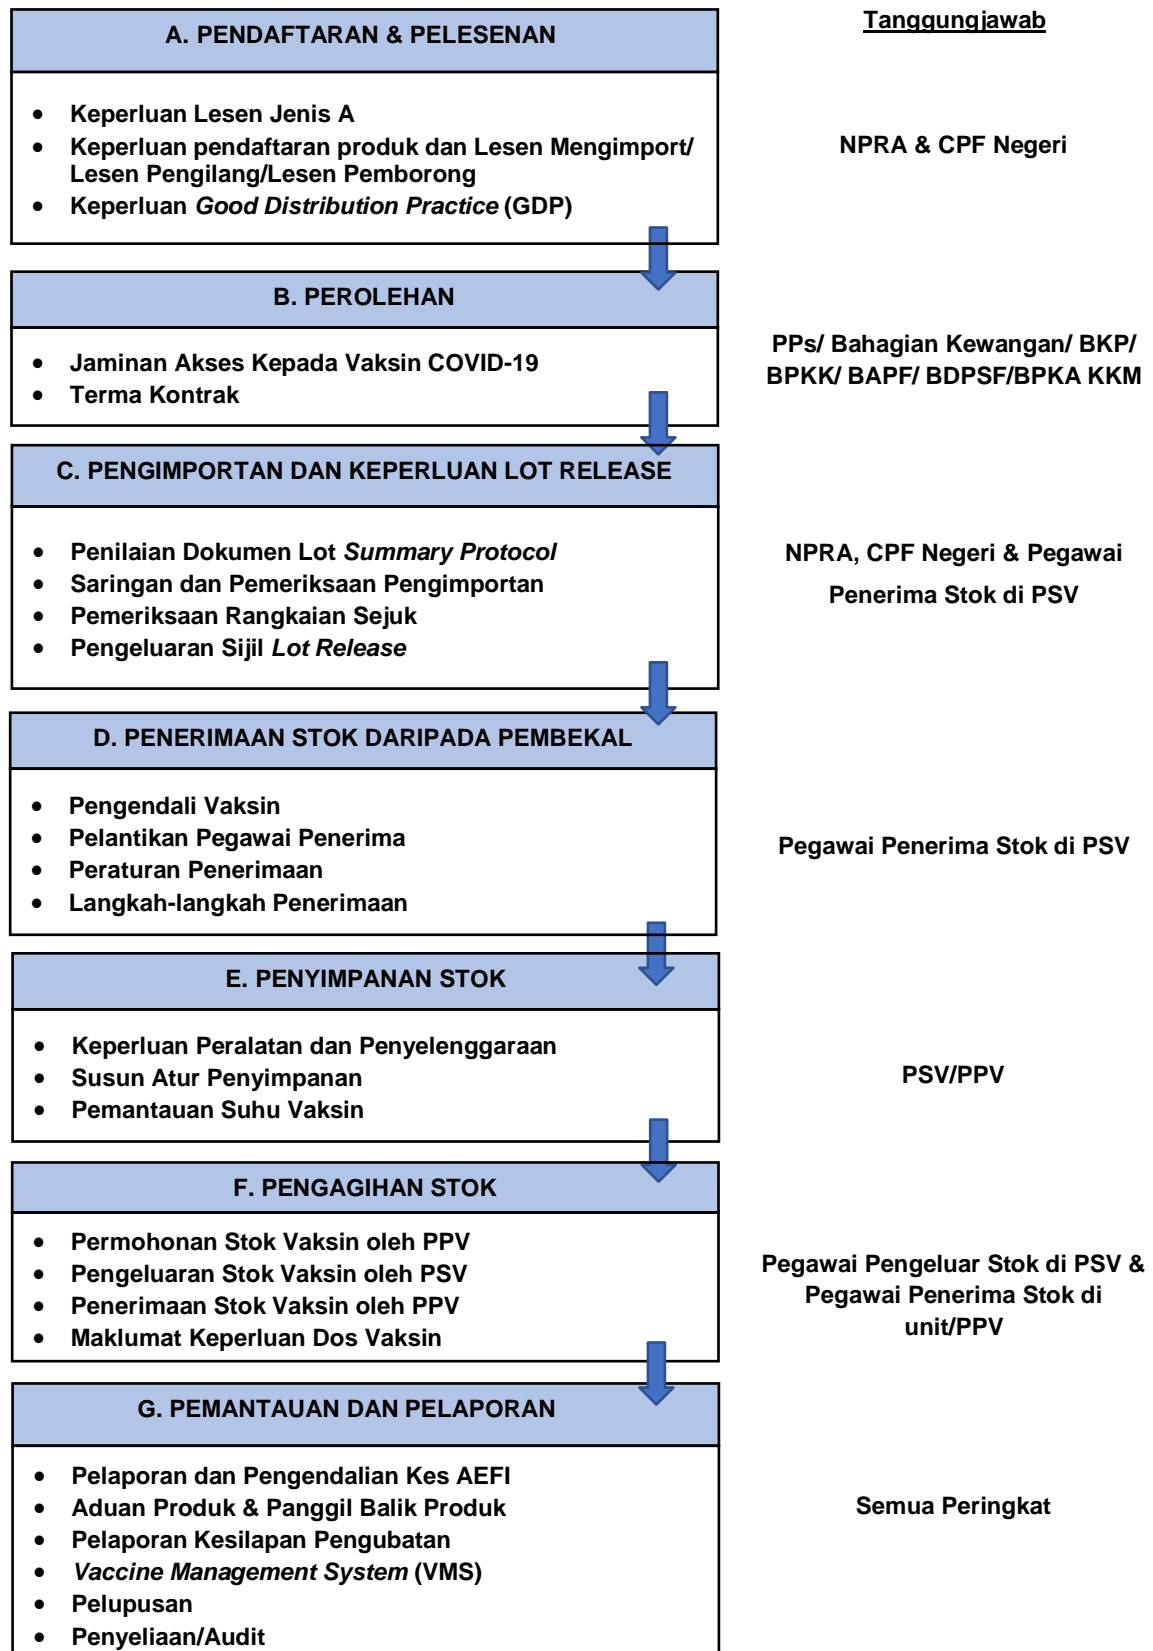 Tanggungjawab
A. PENDAFTARAN & PELESENAN
• Keperluan Lesen Jenis A
• Keperluan pendaftaran produk dan Lesen Mengimport/
Lesen Pengilang/Lesen Pemborong
• Keperluan Good Distribution Practice (GDP)
NPRA & CPF Negeri
B. PEROLEHAN
• Jaminan Akses Kepada Vaksin COVID-19
• Terma Kontrak
PPs/ Bahagian Kewangan/ BKP/
BPKK/ BAPF/ BDPSF/BPKA KKM
C. PENGIMPORTAN DAN KEPERLUAN LOT RELEASE
• Penilaian Dokumen Lot Summary Protocol
• Saringan dan Pemeriksaan Pengimportan
• Pemeriksaan Rangkaian Sejuk
• Pengeluaran Sijil Lot Release
NPRA, CPF Negeri & Pegawai
Penerima Stok di PSV
D. PENERIMAAN STOK DARIPADA PEMBEKAL
• Pengendali Vaksin
• Pelantikan Pegawai Penerima
• Peraturan Penerimaan
• Langkah-langkah Penerimaan
Pegawai Penerima Stok di PSV
E. PENYIMPANAN STOK
• Keperluan Peralatan dan Penyelenggaraan
• Susun Atur Penyimpanan
• Pemantauan Suhu Vaksin
PSV/PPV
F. PENGAGIHAN STOK
• Permohonan Stok Vaksin oleh PPV
• Pengeluaran Stok Vaksin oleh PSV
• Penerimaan Stok Vaksin oleh PPV
• Maklumat Keperluan Dos Vaksin
Pegawai Pengeluar Stok di PSV &
Pegawai Penerima Stok di
unit/PPV
G. PEMANTAUAN DAN PELAPORAN
• Pelaporan dan Pengendalian Kes AEFI
• Aduan Produk & Panggil Balik Produk
• Pelaporan Kesilapan Pengubatan
• Vaccine Management System (VMS)
• Pelupusan
• Penyeliaan/Audit
Semua Peringkat